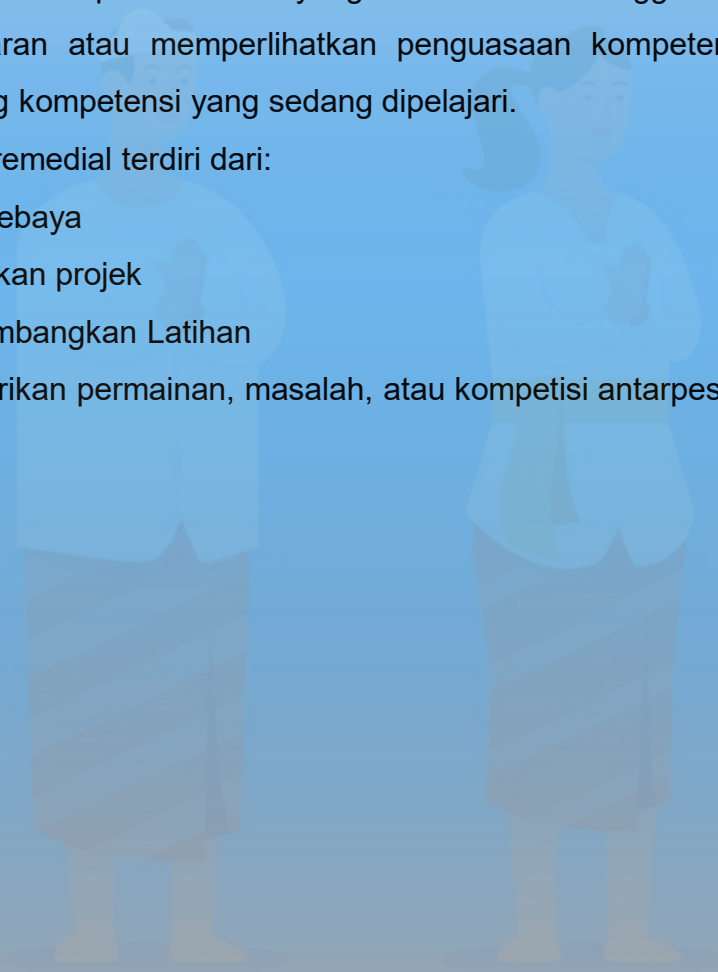 aran atau memperlihatkan penguasaan kompeten
g kompetensi yang sedang dipelajari.
remedial terdiri dari:
ebaya
kan projek
mbangkan Latihan
rikan permainan, masalah, atau kompetisi antarpes